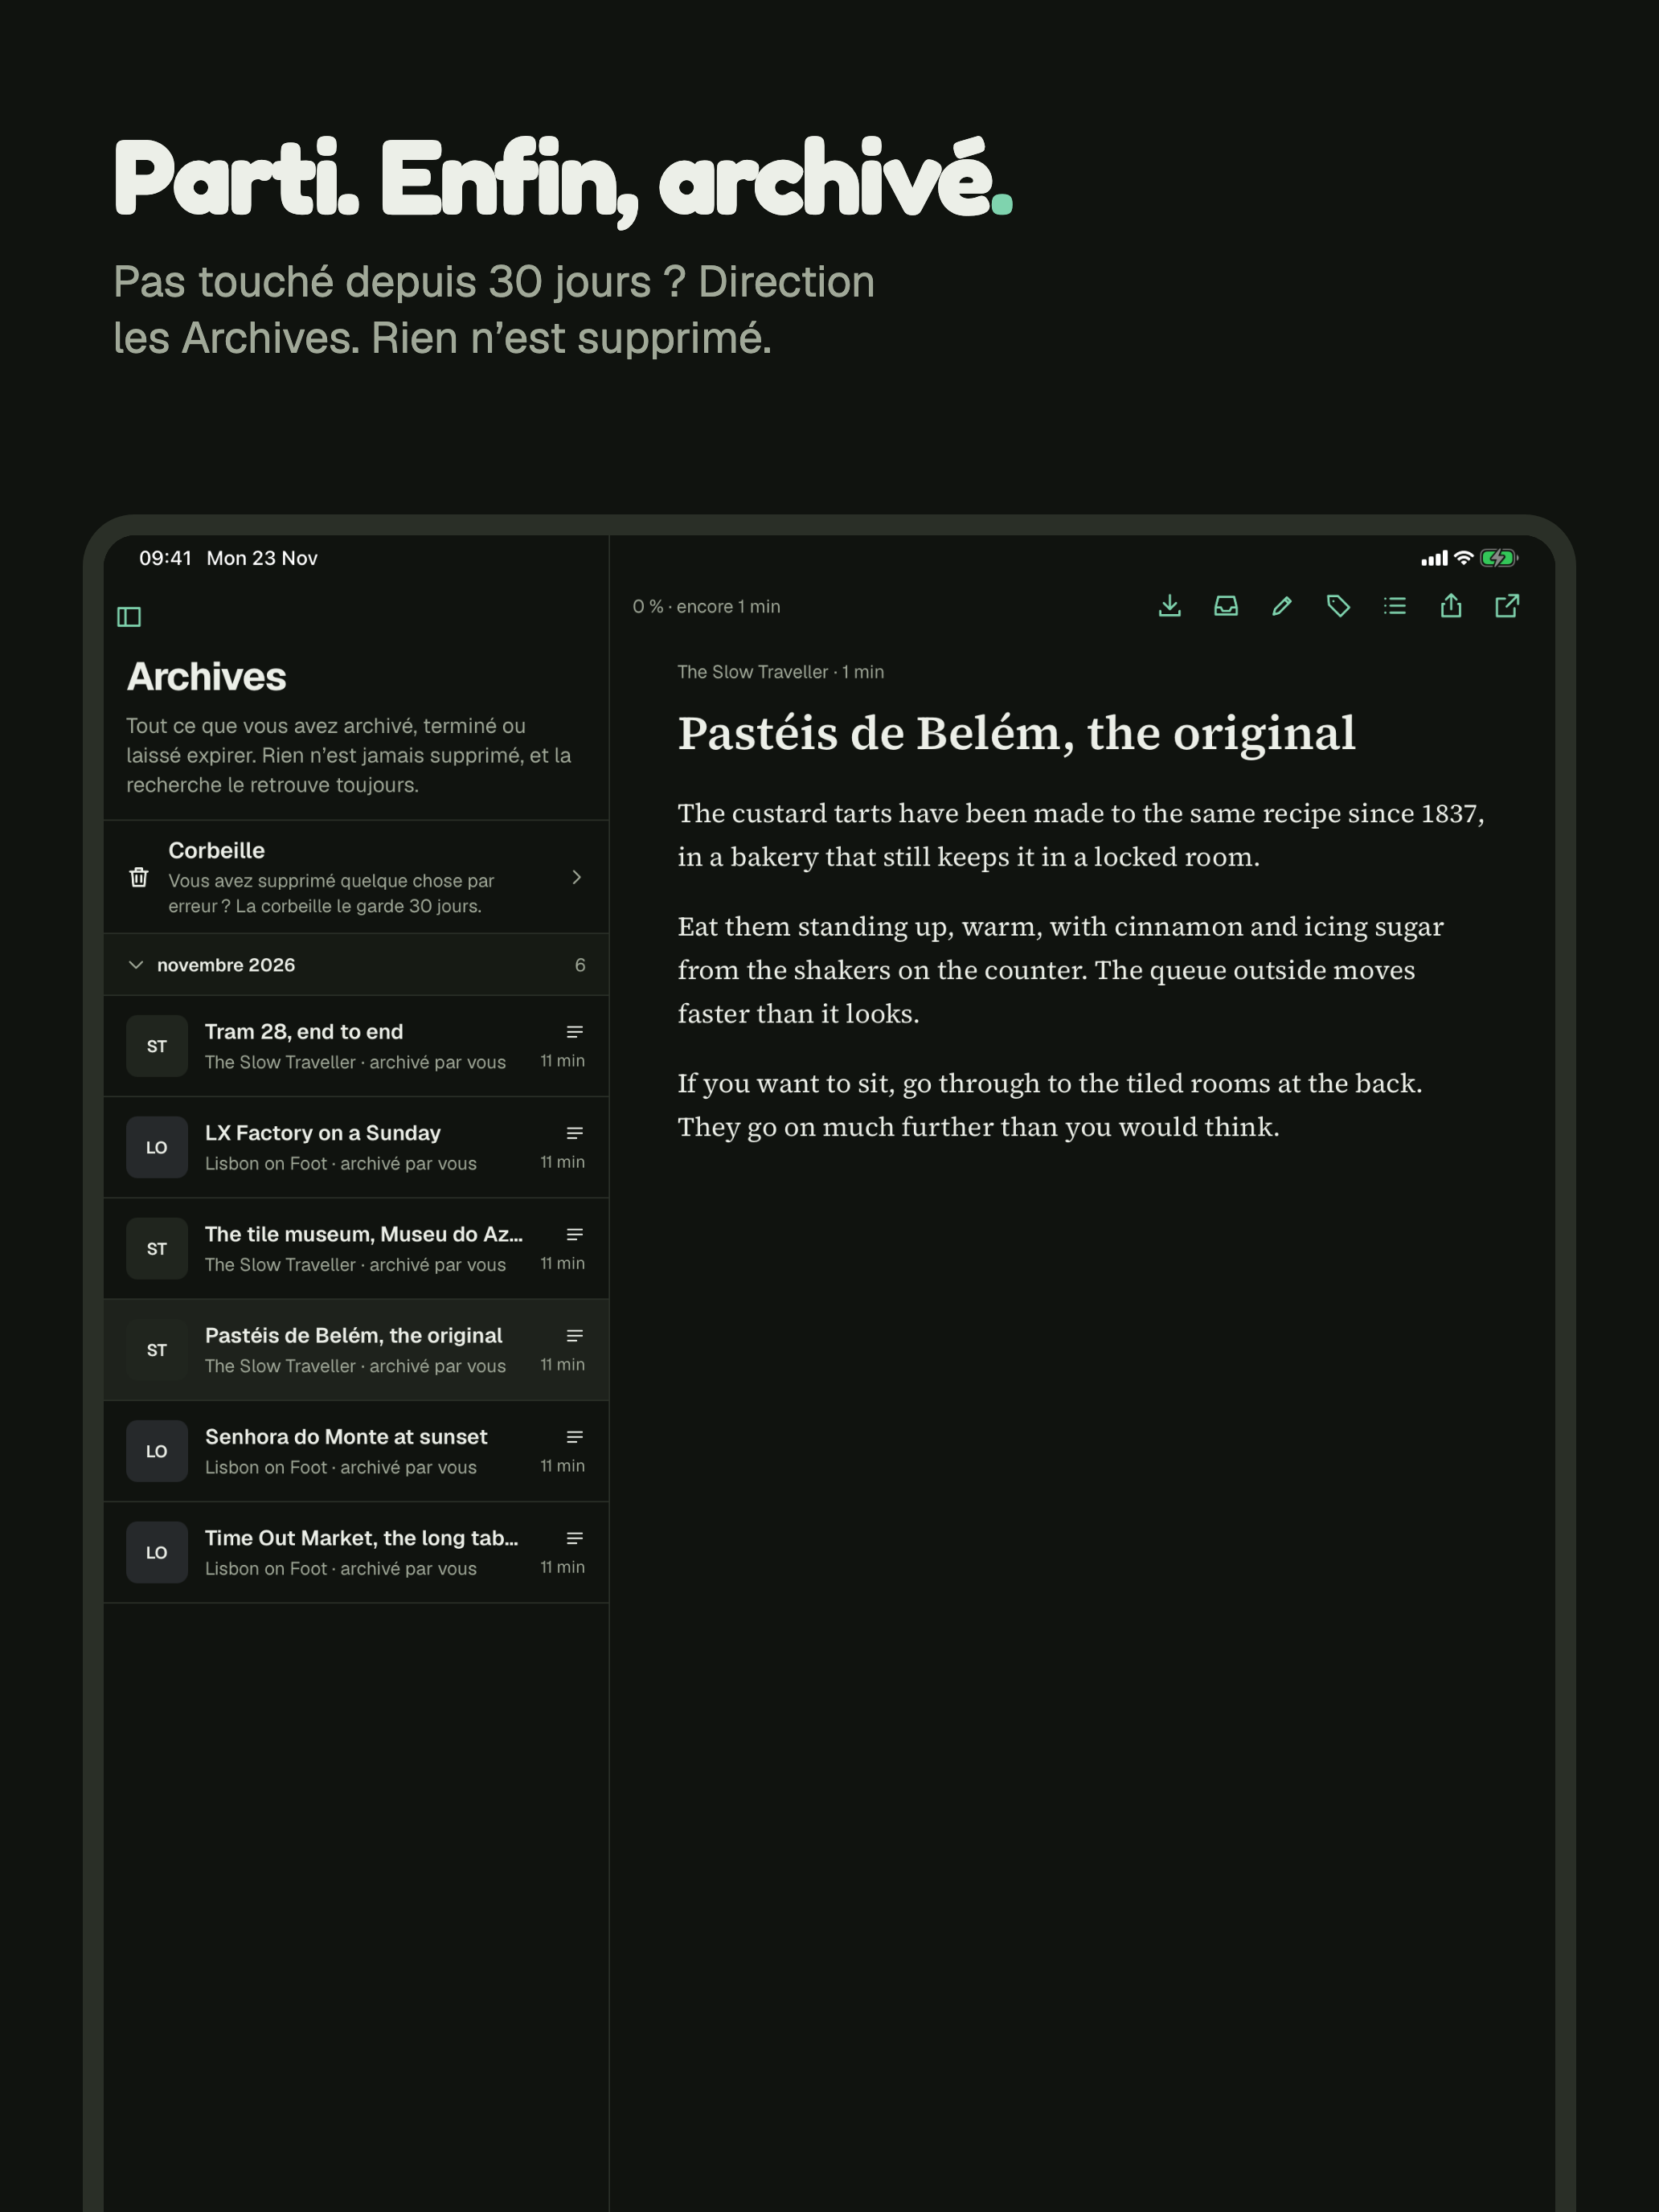 Parti. Enfin, archivé.
Pas touché depuis 30 jours ? Direction
les Archives. Rien n’est supprimé.
09:41 Mon 23 Nov
Archives
Tout ce que vous avez archivé, terminé ou
laissé expirer. Rien n’est jamais supprimé, et la
recherche le retrouve toujours.
Corbeille
Vous avez supprimé quelque chose par
erreur ? La corbeille le garde 30 jours.
novembre 2026 6
ST
Tram 28, end to end
The Slow Traveller · archivé par vous 11 min
LO
LX Factory on a Sunday
Lisbon on Foot · archivé par vous 11 min
ST
The tile museum, Museu do Az...
The Slow Traveller · archivé par vous 11 min
ST
Pastéis de Belém, the original
The Slow Traveller · archivé par vous 11 min
LO
Senhora do Monte at sunset
Lisbon on Foot · archivé par vous 11 min
LO
Time Out Market, the long tab...
Lisbon on Foot · archivé par vous 11 min
0 % · encore 1 min
The Slow Traveller · 1 min
Pastéis de Belém, the original
The custard tarts have been made to the same recipe since 1837,
in a bakery that still keeps it in a locked room.
Eat them standing up, warm, with cinnamon and icing sugar
from the shakers on the counter. The queue outside moves
faster than it looks.
If you want to sit, go through to the tiled rooms at the back.
They go on much further than you would think.